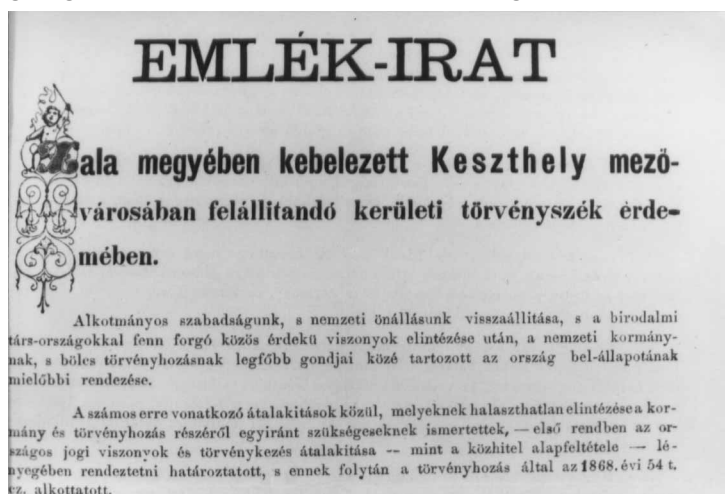 EMLÉK-IRAT
Zala megyében kebelezett Keszthely mező-
városában felállitandó kerületi törvényszék érde-
mében.
Alkotmányos szabadságunk, s nemzeti önállásunk visszaállitása, s a birodalmi
társ-országokkal fenn forgó közös érdekü viszonyok elintézése után, a nemzeti kormány-
nak, s bölcs törvényhozásnak legfőbb gondjai közé tartozott az ország bel-állapotának
mielőbbi rendezése.
A számos erre vonatkozó átalakitások közül, melyeknek halaszthatlan elintézése a kor-
mány és törvényhozás részéről egyiránt szükségeseknek ismertettek, — első rendben az or-
szágos jogi viszonyok és törvénykezés átalakitása -- mint a közhitel alapfeltétele — lé-
nyegében rendeztetni határoztatott, s ennek folytán a törvényhozás által az 1868. évi 54 t.
cz. alkottatott.